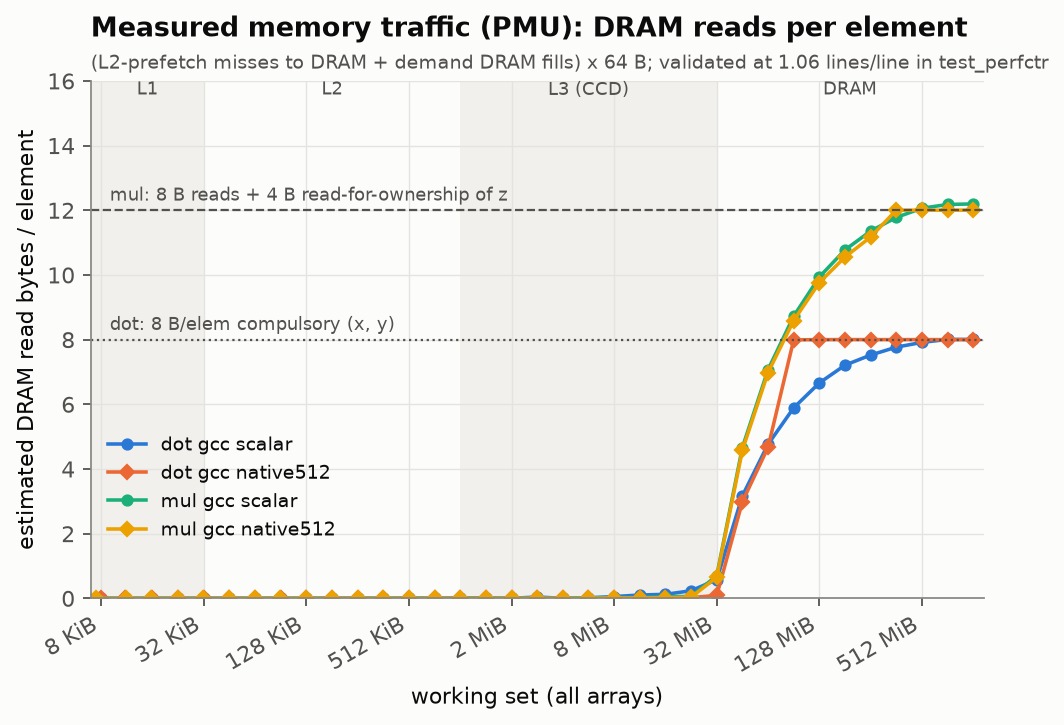 Measured memory traffic (PMU): DRAM reads per element
(L2-prefetch misses to DRAM + demand DRAM fills) x 64 B; validated at 1.06 lines/line in test_perfctr
L1
L2
L3 (CCD)
DRAM
estimated DRAM read bytes / element
16
14
12
10
8
6
4
2
0
mul: 8 B reads + 4 B read-for-ownership of z
dot: 8 B/elem compulsory (x, y)
dot gcc scalar
dot gcc native512
mul gcc scalar
mul gcc native512
8 KiB
32 KiB
128 KiB
512 KiB
2 MiB
8 MiB
32 MiB
128 MiB
512 MiB
working set (all arrays)